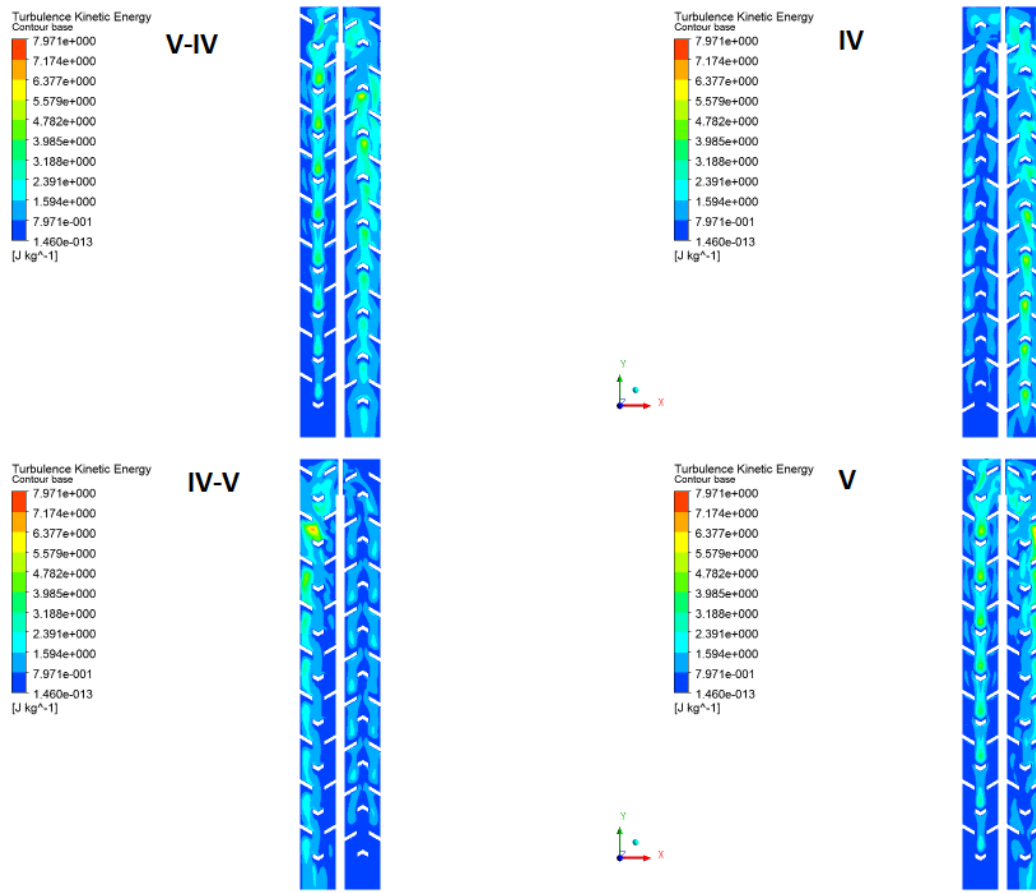 Turbulence Kinetic Energy
Contour base
7.971e+000
7.174e+000
6.377e+000
5.579e+000
4.782e+000
3.985e+000
3.188e+000
2.391e+000
1.594e+000
7.971e-001
1.460e-013
[J kg^-1]
V-IV
Turbulence Kinetic Energy
Contour base
7.971e+000
7.174e+000
6.377e+000
5.579e+000
4.782e+000
3.985e+000
3.188e+000
2.391e+000
1.594e+000
7.971e-001
1.460e-013
[J kg^-1]
IV
Y
Z
X
Turbulence Kinetic Energy
Contour base
7.971e+000
7.174e+000
6.377e+000
5.579e+000
4.782e+000
3.985e+000
3.188e+000
2.391e+000
1.594e+000
7.971e-001
1.460e-013
[J kg^-1]
IV-V
Turbulence Kinetic Energy
Contour base
7.971e+000
7.174e+000
6.377e+000
5.579e+000
4.782e+000
3.985e+000
3.188e+000
2.391e+000
1.594e+000
7.971e-001
1.460e-013
[J kg^-1]
V
Y
Z
X